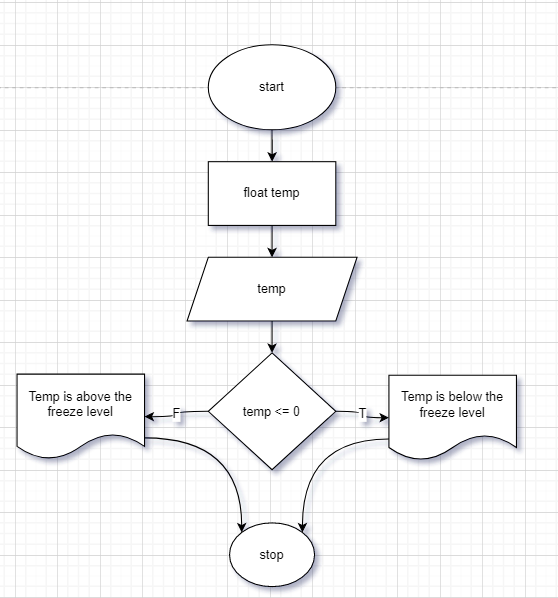 start
float temp
temp
temp <= 0
F
T
Temp is above the
freeze level
Temp is below the
freeze level
stop